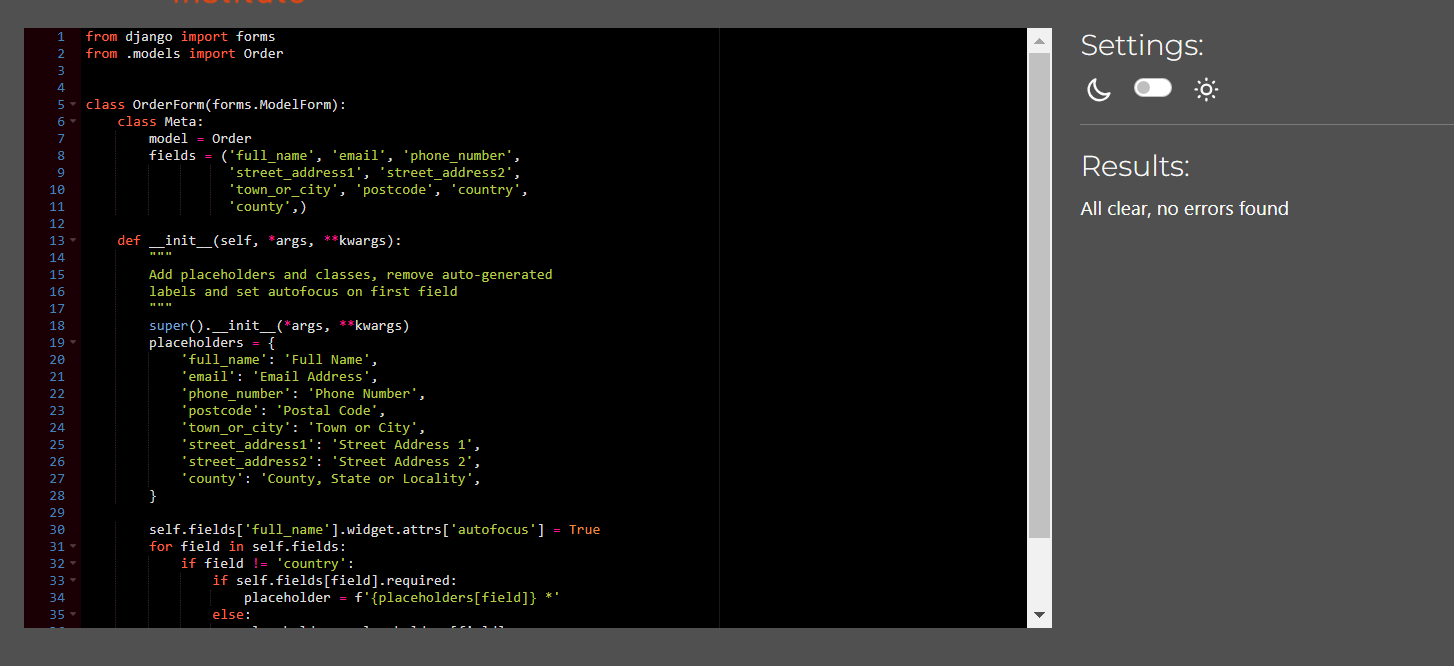 1 from django import forms
2 from .models import Order
3
4
5 class OrderForm(forms.ModelForm):
6     class Meta:
7         model = Order
8         fields = ('full_name', 'email', 'phone_number',
9                   'street_address1', 'street_address2',
10                   'town_or_city', 'postcode', 'country',
11                   'county',)
12
13     def __init__(self, *args, **kwargs):
14         """
15         Add placeholders and classes, remove auto-generated
16         labels and set autofocus on first field
17         """
18         super().__init__(*args, **kwargs)
19         placeholders = {
20             'full_name': 'Full Name',
21             'email': 'Email Address',
22             'phone_number': 'Phone Number',
23             'postcode': 'Postal Code',
24             'town_or_city': 'Town or City',
25             'street_address1': 'Street Address 1',
26             'street_address2': 'Street Address 2',
27             'county': 'County, State or Locality',
28         }
29
30         self.fields['full_name'].widget.attrs['autofocus'] = True
31         for field in self.fields:
32             if field != 'country':
33                 if self.fields[field].required:
34                     placeholder = f'{placeholders[field]} *'
35                 else:
Settings:
Results:
All clear, no errors found